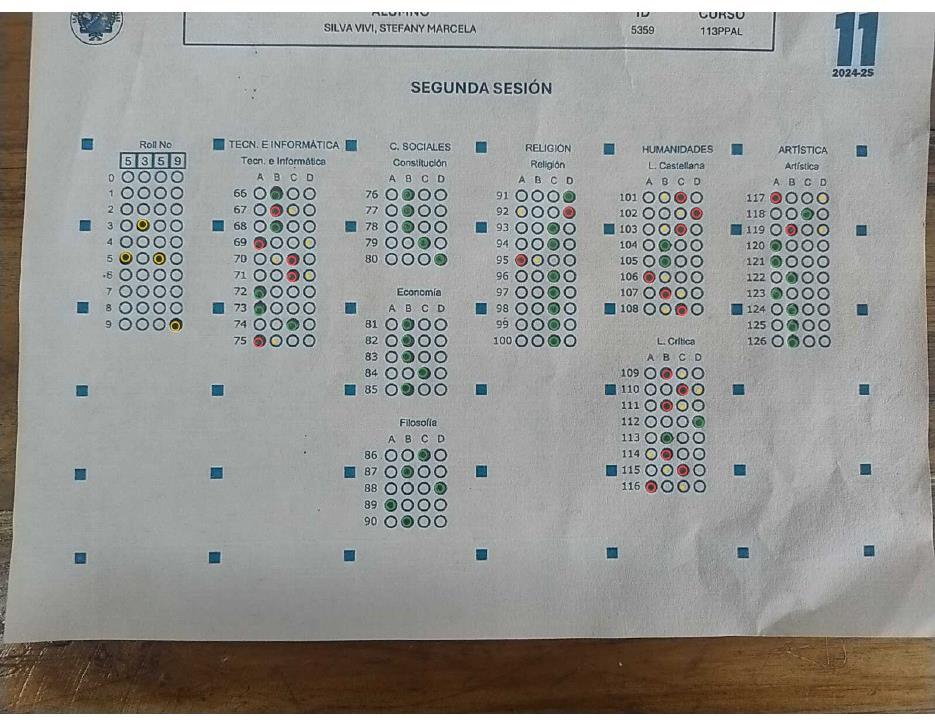 ALUMNO ID CURSO
SILVA VIVI, STEFANY MARCELA 5359 113PPAL
11
2024-25
SEGUNDA SESIÓN
Roll No
5 3 5 9
0
1
2
3
4
5
6
7
8
9
TECN. E INFORMÁTICA
Tecn. e Informática
A B C D
66
67
68
69
70
71
72
73
74
75
C. SOCIALES
Constitución
A B C D
76
77
78
79
80
Economía
A B C D
81
82
83
84
85
Filosofía
A B C D
86
87
88
89
90
RELIGIÓN
Religión
A B C D
91
92
93
94
95
96
97
98
99
100
HUMANIDADES
L. Castellana
A B C D
101
102
103
104
105
106
107
108
L. Crítica
A B C D
109
110
111
112
113
114
115
116
ARTÍSTICA
Artística
A B C D
117
118
119
120
121
122
123
124
125
126